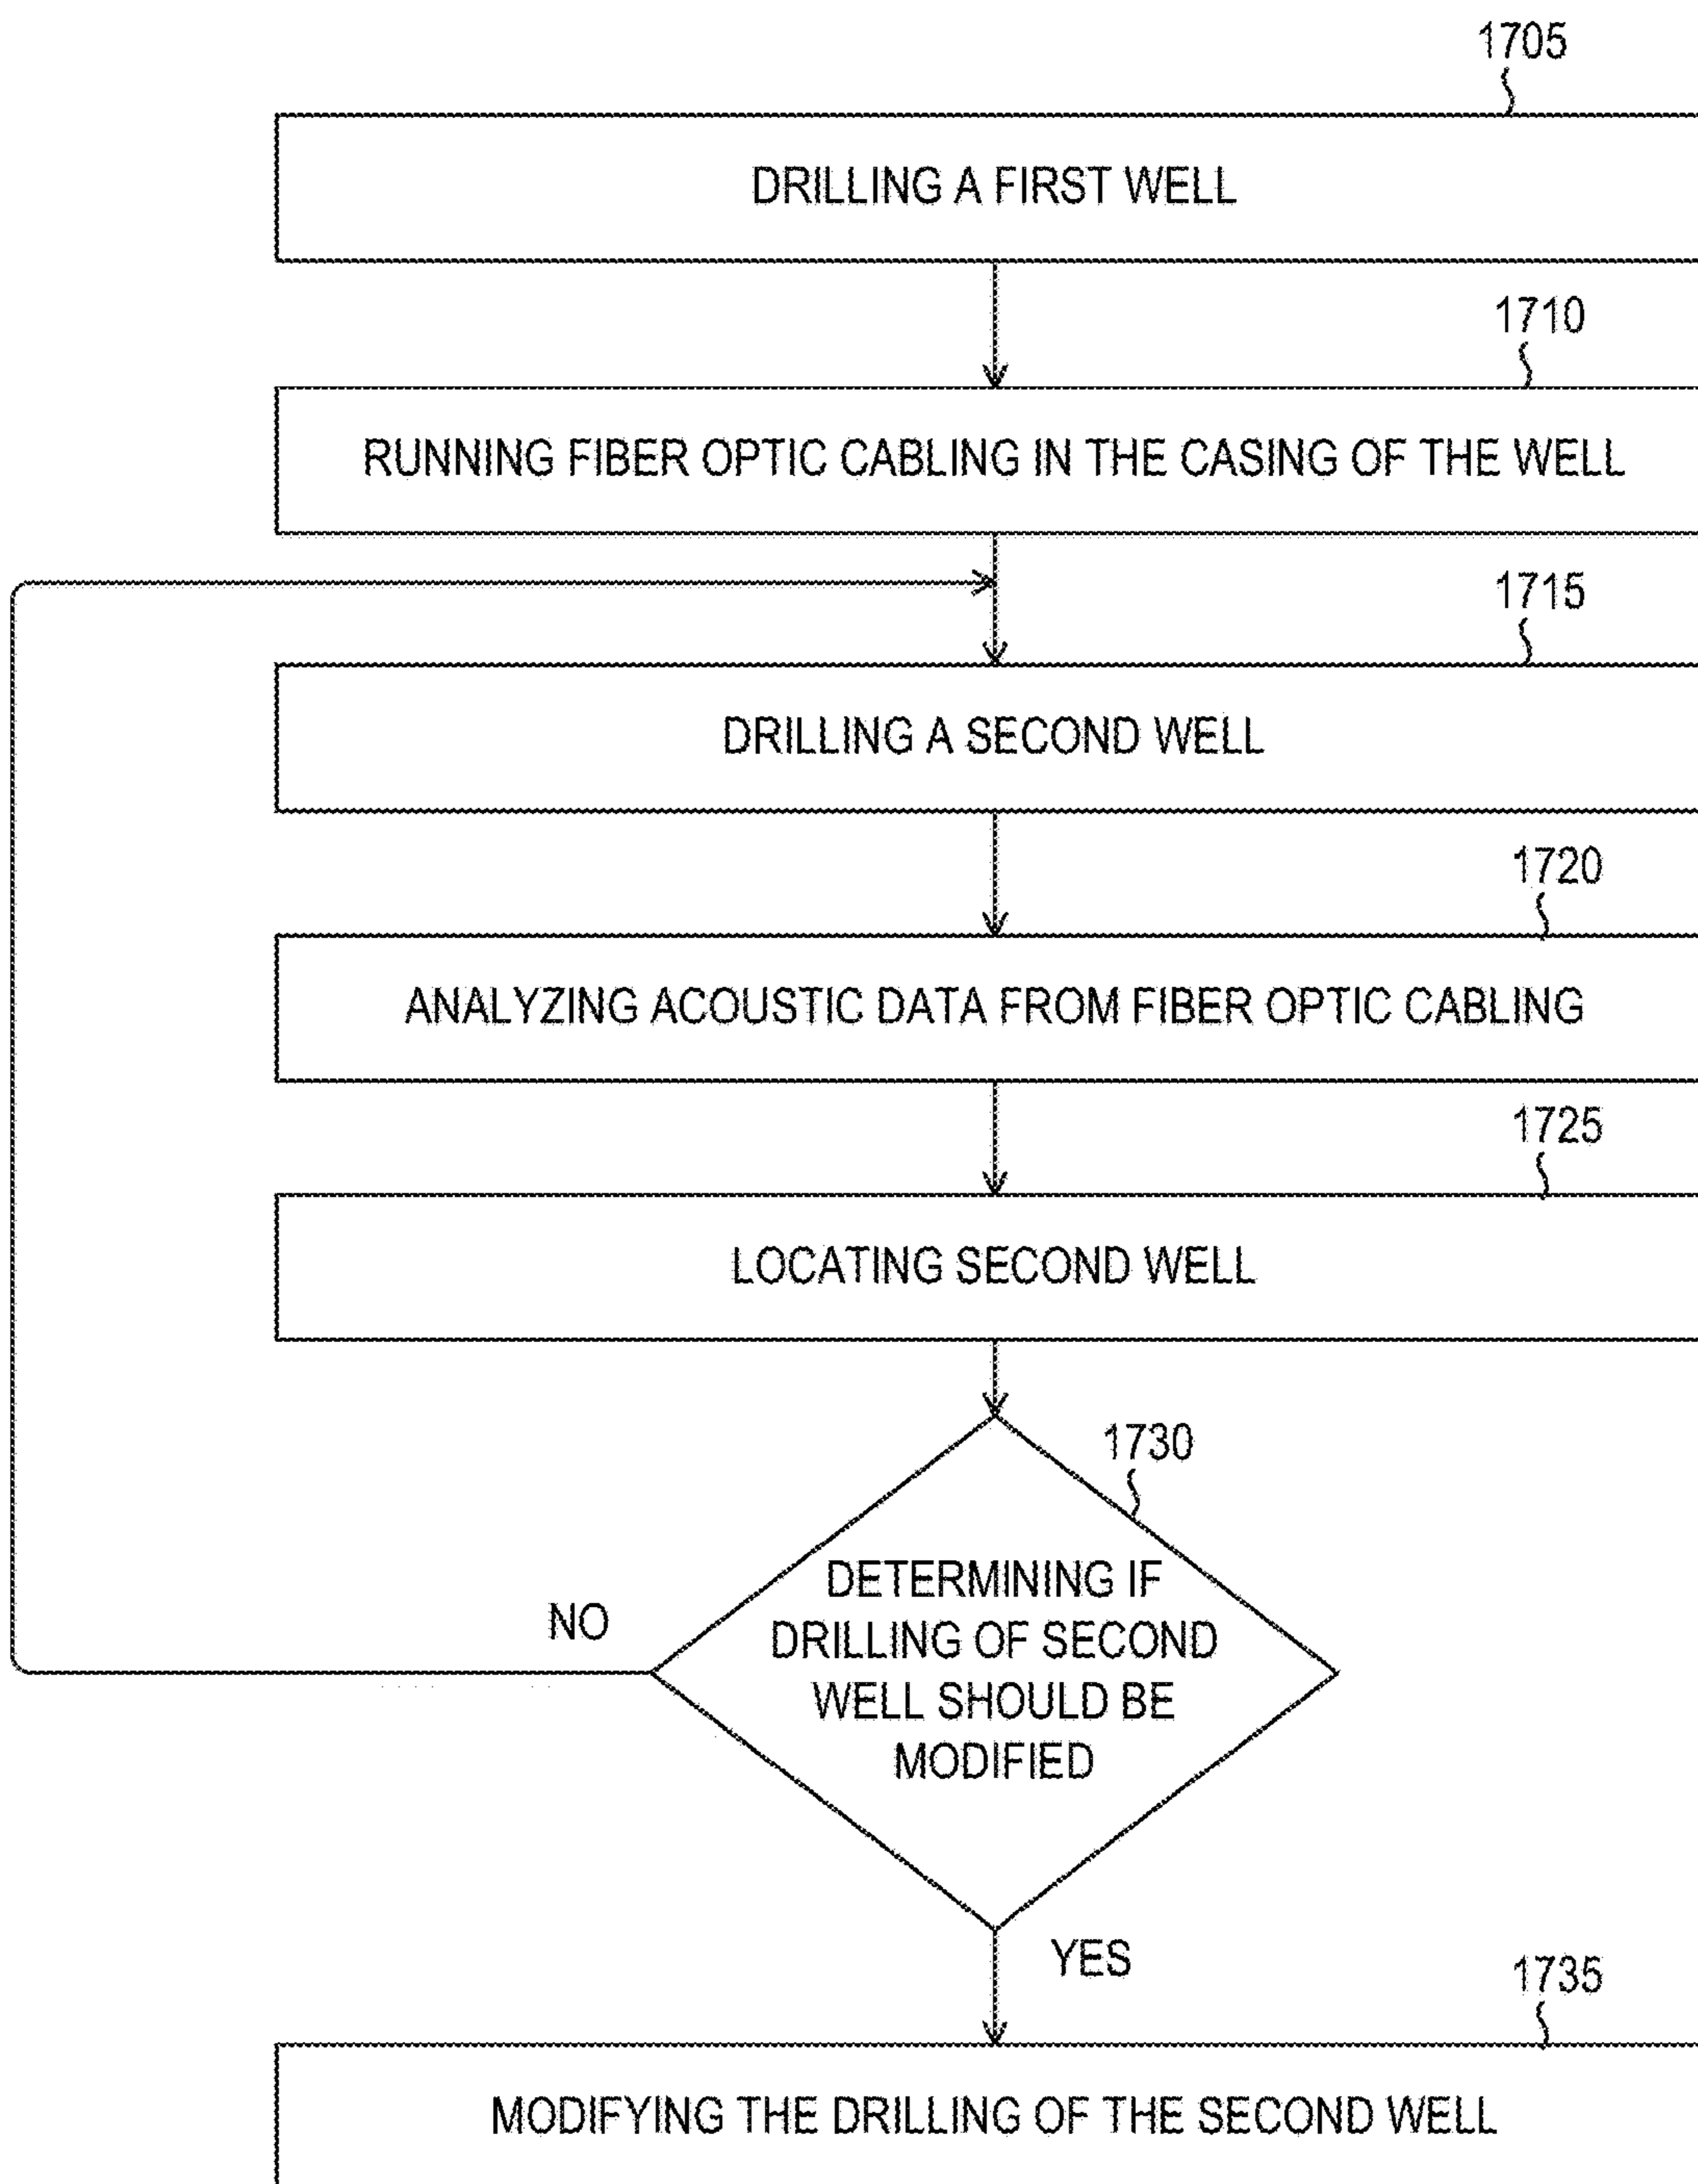 1705
DRILLING A FIRST WELL
1710
RUNNING FIBER OPTIC CABLING IN THE CASING OF THE WELL
1715
DRILLING A SECOND WELL
1720
ANALYZING ACOUSTIC DATA FROM FIBER OPTIC CABLING
1725
LOCATING SECOND WELL
1730
DETERMINING IF
DRILLING OF SECOND
WELL SHOULD BE
MODIFIED
NO
YES
1735
MODIFYING THE DRILLING OF THE SECOND WELL